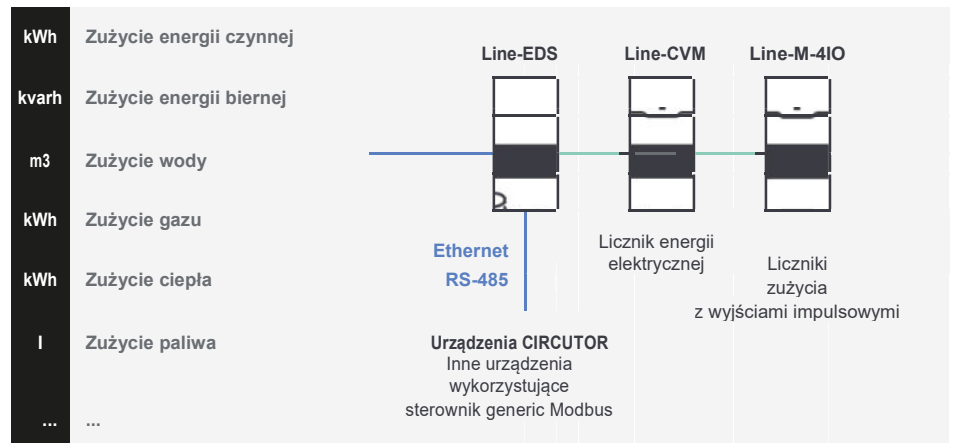 kWh Zużycie energii czynnej
kvarh Zużycie energii biernej
m3 Zużycie wody
kWh Zużycie gazu
kWh Zużycie ciepła
l Zużycie paliwa
... ...
Line-EDS Line-CVM Line-M-4IO
Ethernet
RS-485
Licznik energii
elektrycznej
Liczniki
zużycia
z wyjściami impulsowymi
Urządzenia CIRCUTOR
Inne urządzenia
wykorzystujące
sterownik generic Modbus